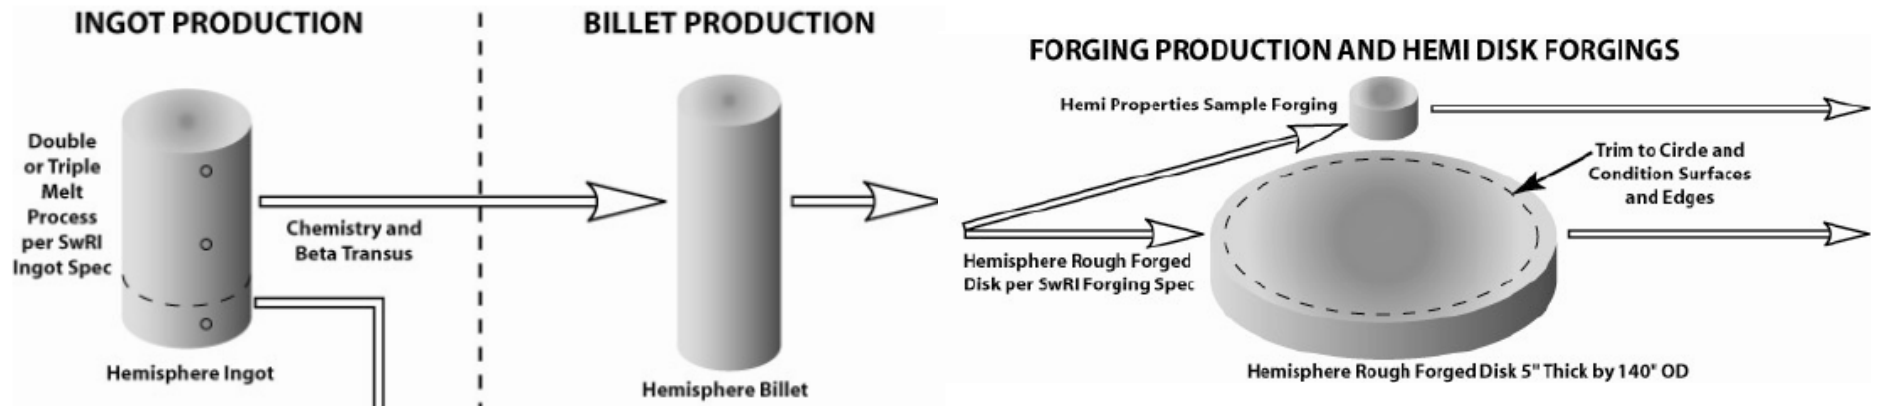 INGOT PRODUCTION
BILLET PRODUCTION
FORGING PRODUCTION AND HEMI DISK FORGINGS
Double
or Triple
Melt
Process
per SwRI
Ingot Spec
Chemistry and
Beta Transus
Hemisphere Ingot
Hemisphere Billet
Hemi Properties Sample Forging
Trim to Circle and
Condition Surfaces
and Edges
Hemisphere Rough Forged
Disk per SwRI Forging Spec
Hemisphere Rough Forged Disk 5" Thick by 140" OD